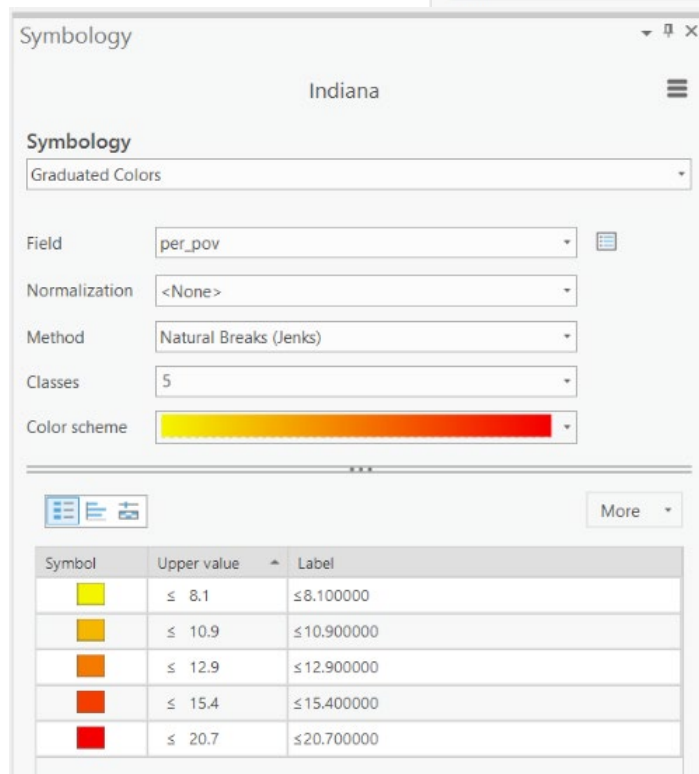 Symbology
Indiana
Symbology
Graduated Colors
Field per_pov
Normalization <None>
Method Natural Breaks (Jenks)
Classes 5
Color scheme
More
Symbol Upper value Label
≤ 8.1 ≤8.100000
≤ 10.9 ≤10.900000
≤ 12.9 ≤12.900000
≤ 15.4 ≤15.400000
≤ 20.7 ≤20.700000